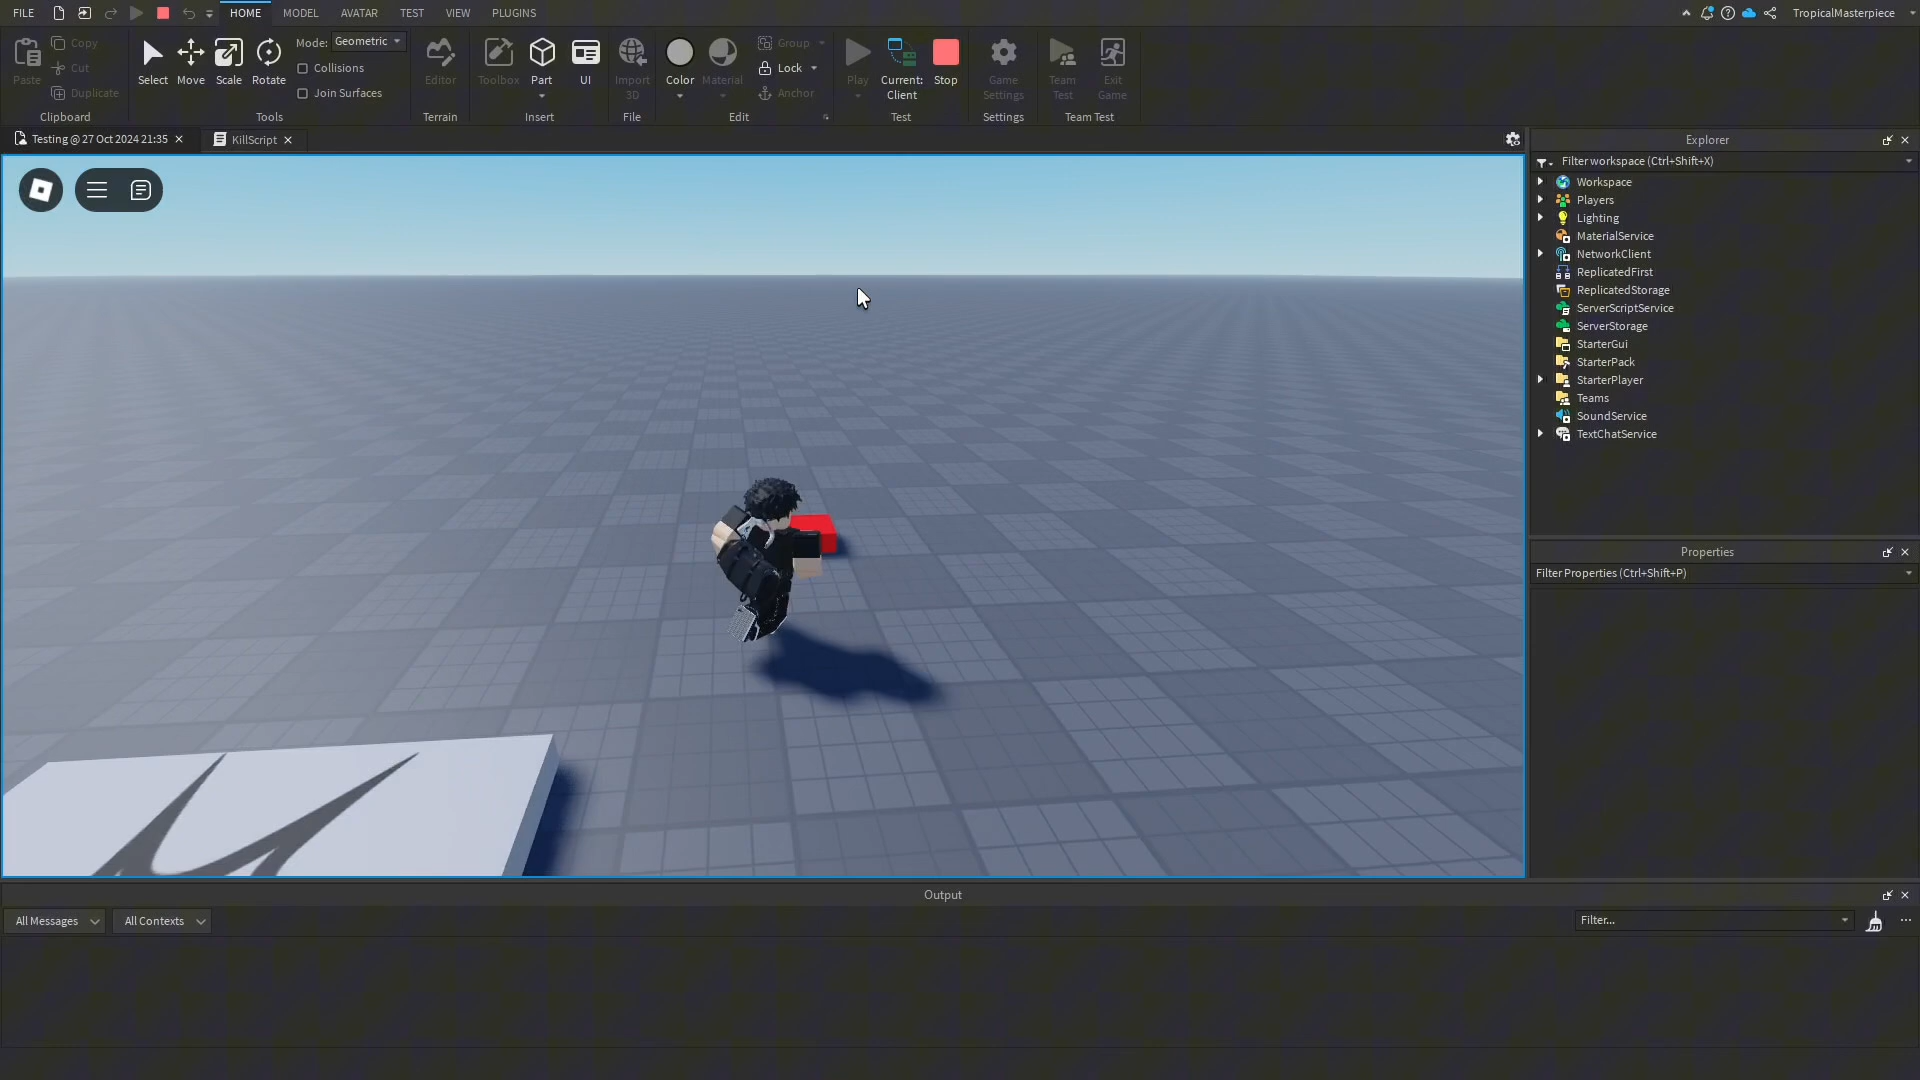 FILE HOME MODEL AVATAR TEST VIEW PLUGINS TropicalMasterpiece
Paste Copy Cut Duplicate
Clipboard
Select Move Scale Rotate
Mode: Geometric
Collisions
Join Surfaces
Tools
Editor
Terrain
Toolbox Part UI
Insert
Import 3D
File
Color Material Group Lock Anchor
Edit
Play Current: Client Stop
Test
Game Settings
Settings
Team Test Exit Game
Team Test
Testing @ 27 Oct 2024 21:35 KillScript
Explorer
Filter workspace (Ctrl+Shift+X)
Workspace
Players
Lighting
MaterialService
NetworkClient
ReplicatedFirst
ReplicatedStorage
ServerScriptService
ServerStorage
StarterGui
StarterPack
StarterPlayer
Teams
SoundService
TextChatService
Properties
Filter Properties (Ctrl+Shift+P)
Output
All Messages All Contexts Filter...